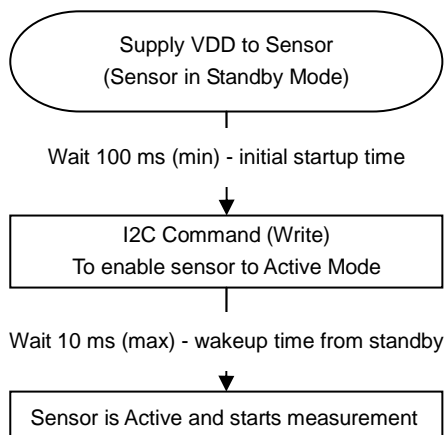 Supply VDD to Sensor
(Sensor in Standby Mode)
Wait 100 ms (min) - initial startup time
I2C Command (Write)
To enable sensor to Active Mode
Wait 10 ms (max) - wakeup time from standby
Sensor is Active and starts measurement